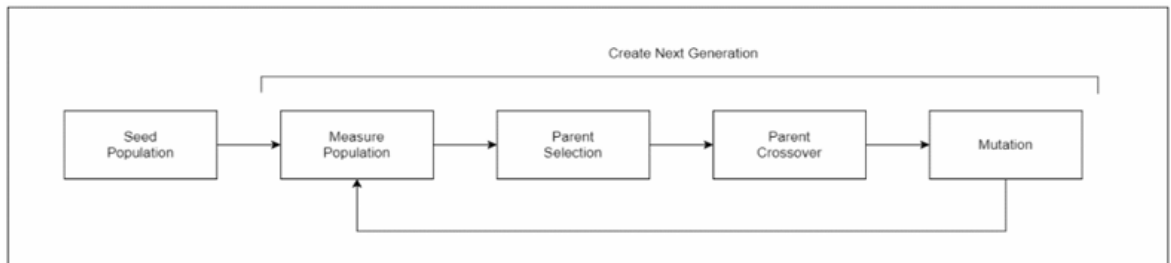 Create Next Generation
Seed
Population
Measure
Population
Parent
Selection
Parent
Crossover
Mutation